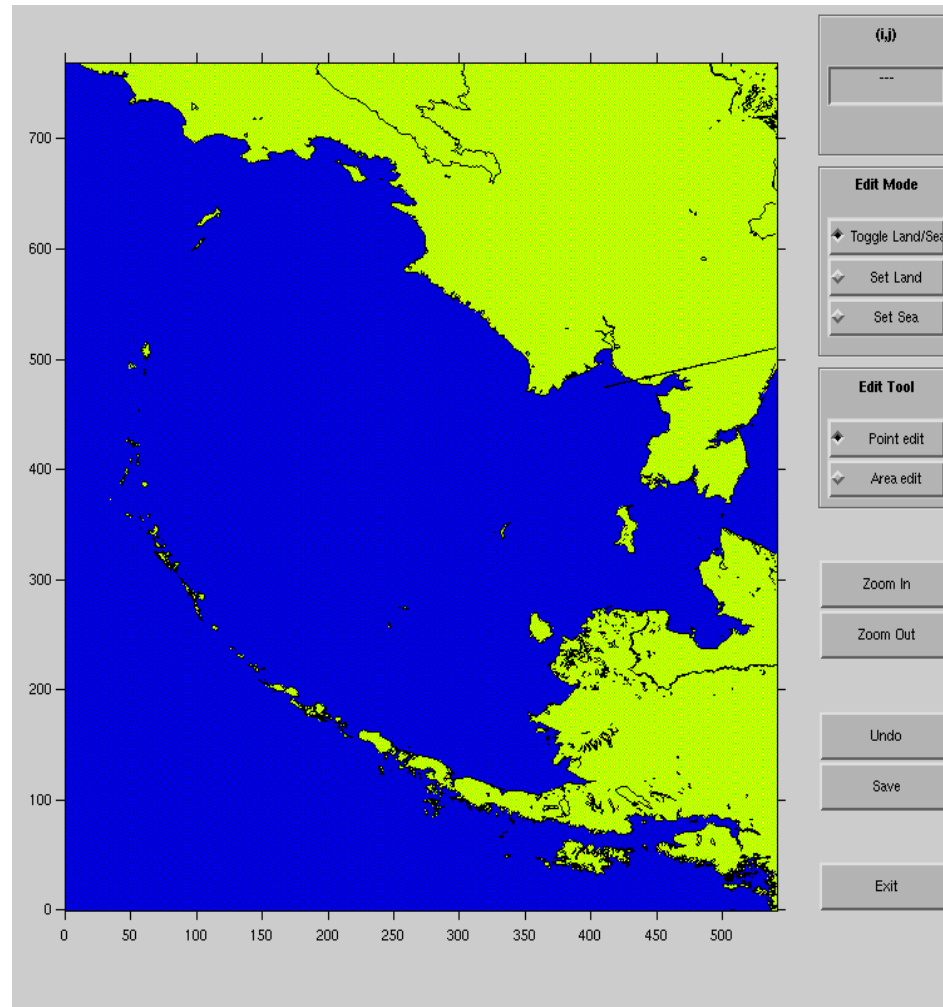 (i,j)
---
Edit Mode
Toggle Land/Sea
Set Land
Set Sea
Edit Tool
Point edit
Area edit
Zoom In
Zoom Out
Undo
Save
Exit
700
600
500
400
300
200
100
0
0 50 100 150 200 250 300 350 400 450 500